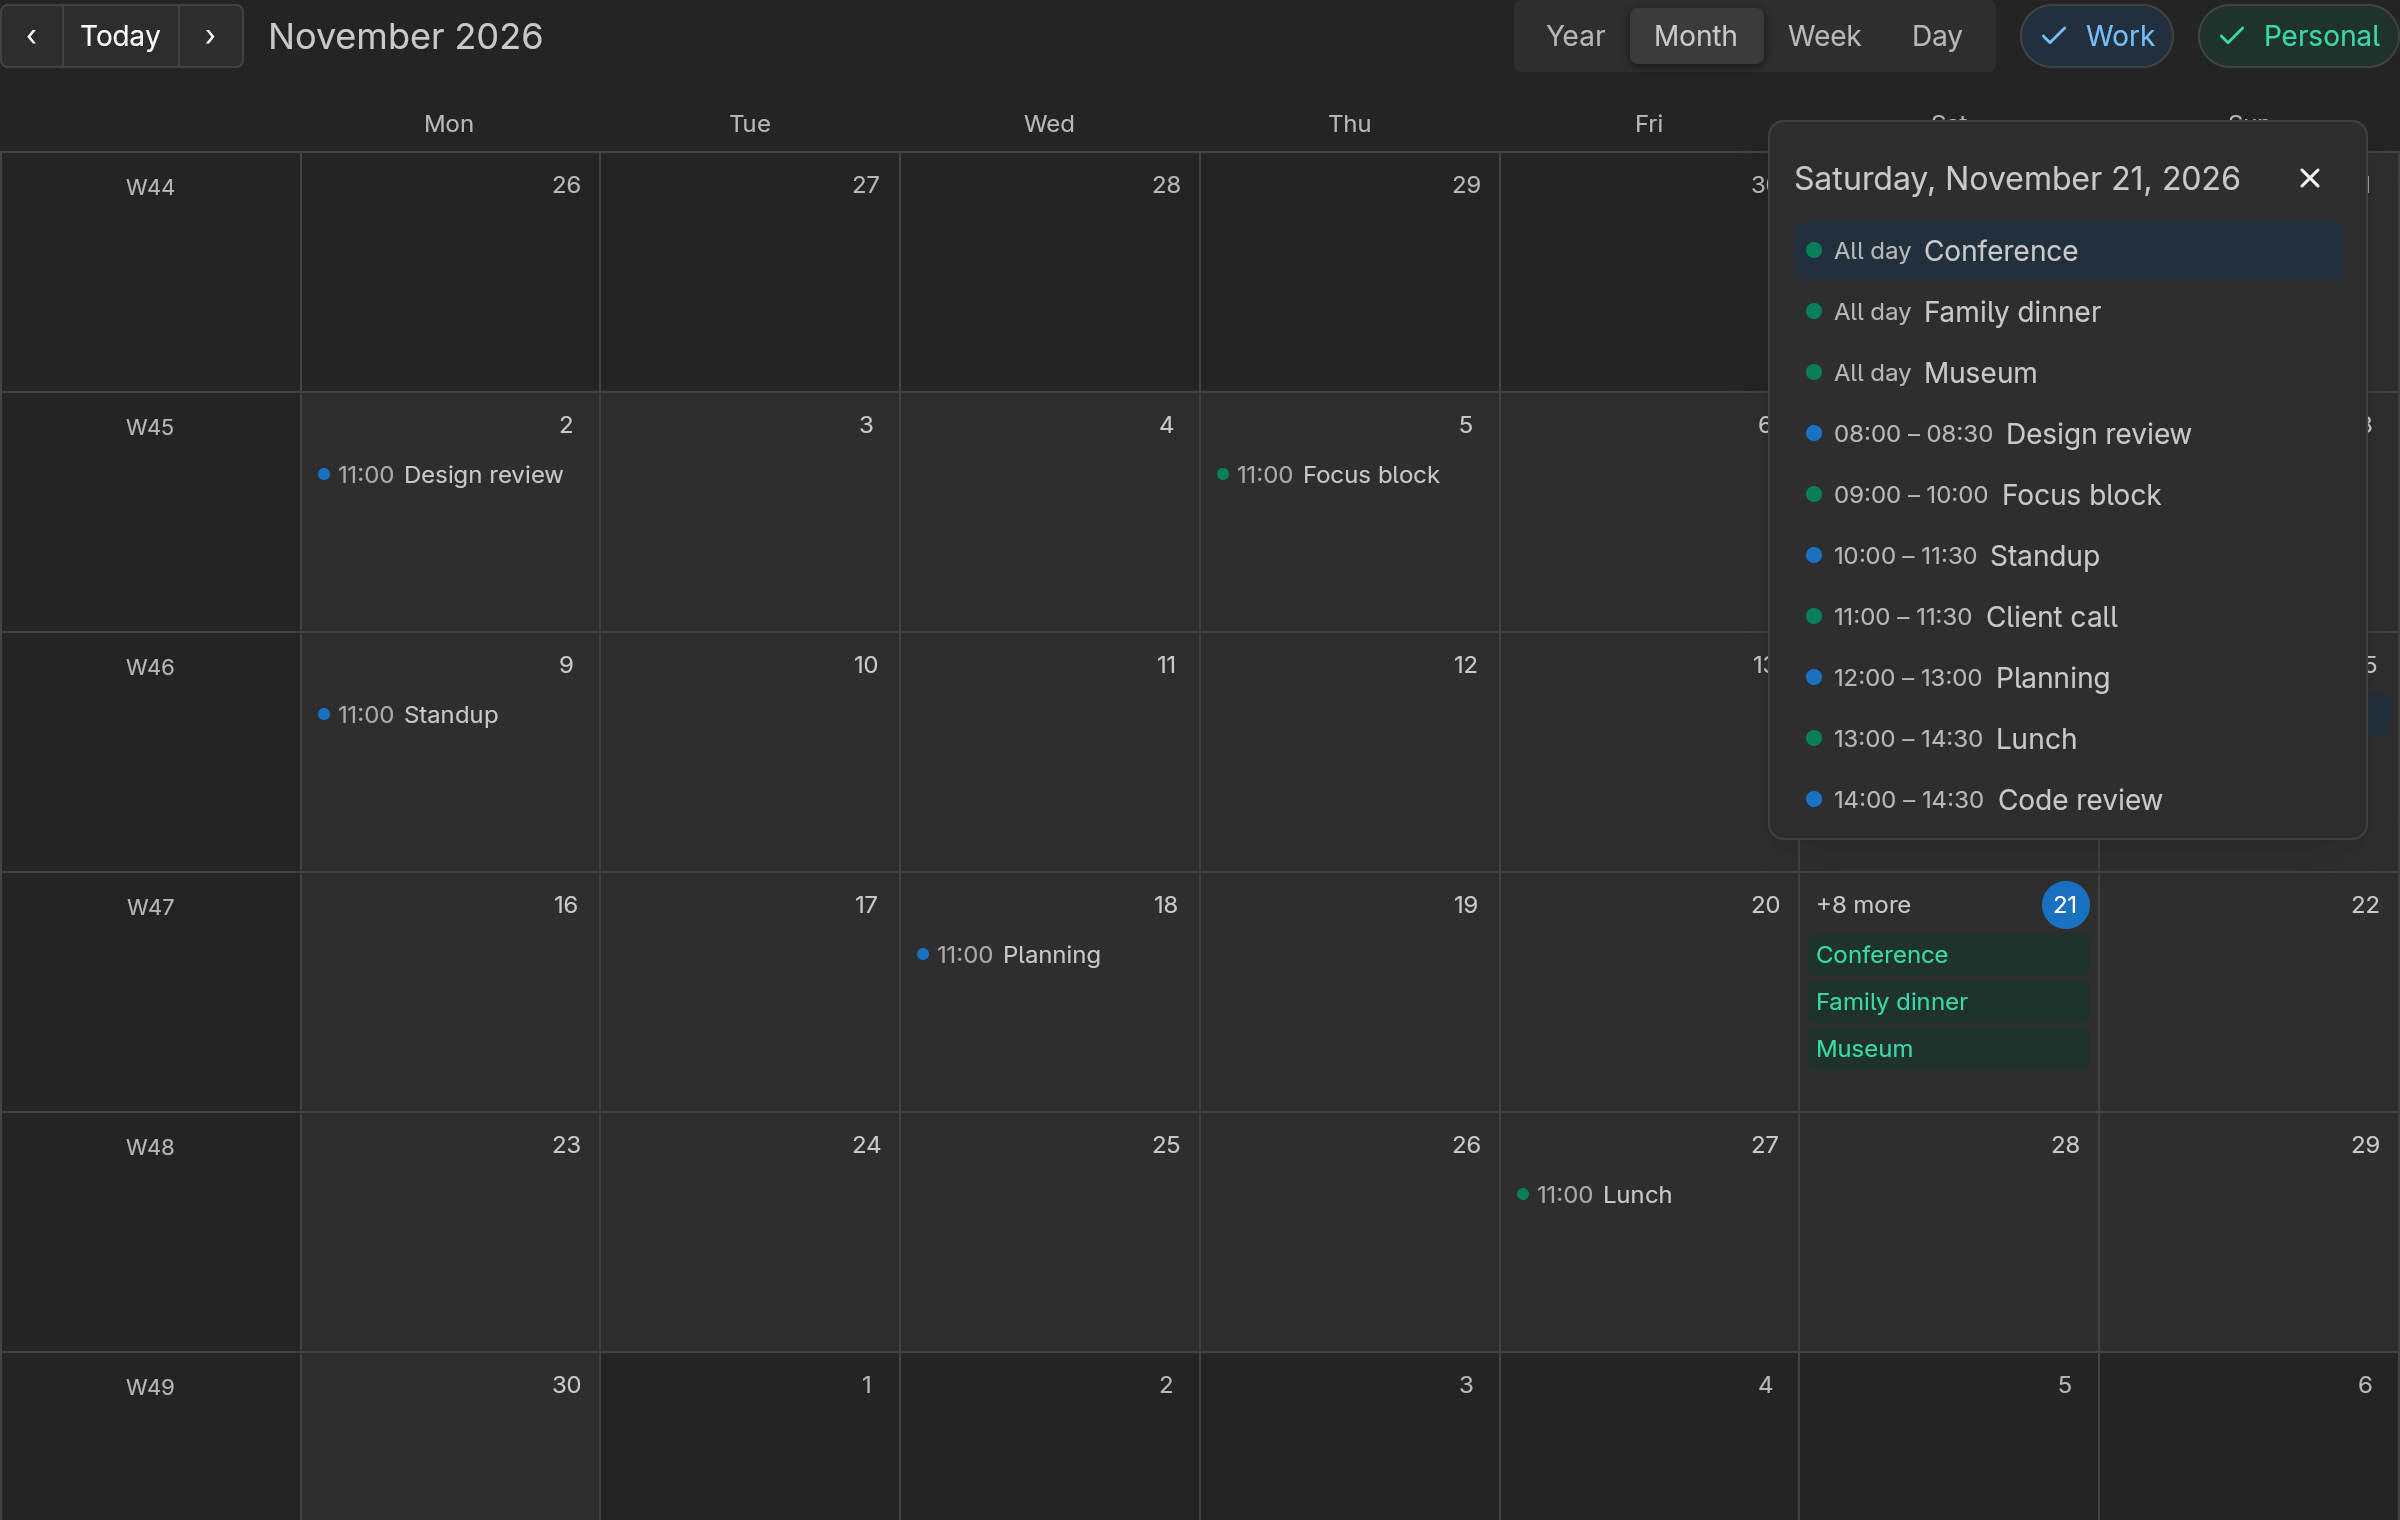 ‹ Today › November 2026 Year Month Week Day Work Personal
Mon Tue Wed Thu Fri
W44 26 27 28 29
W45 2 3 4 5
11:00 Design review
11:00 Focus block
W46 9 10 11 12
11:00 Standup
Saturday, November 21, 2026
All day Conference
All day Family dinner
All day Museum
08:00 – 08:30 Design review
09:00 – 10:00 Focus block
10:00 – 11:30 Standup
11:00 – 11:30 Client call
12:00 – 13:00 Planning
13:00 – 14:30 Lunch
14:00 – 14:30 Code review
W47 16 17 18 19 20 +8 more 21 22
11:00 Planning
Conference
Family dinner
Museum
W48 23 24 25 26 27 28 29
11:00 Lunch
W49 30 1 2 3 4 5 6